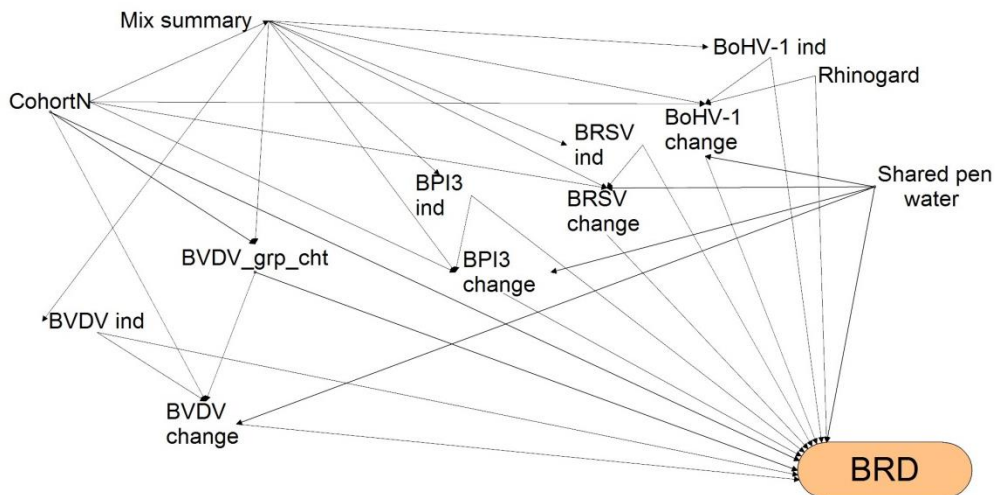 Mix summary
BoHV-1 ind
Rhinogard
CohortN
BoHV-1
change
BRSV
ind
Shared pen
water
BPI3
ind
BRSV
change
BVDV_grp_cht
BPI3
change
BVDV ind
BVDV
change
BRD